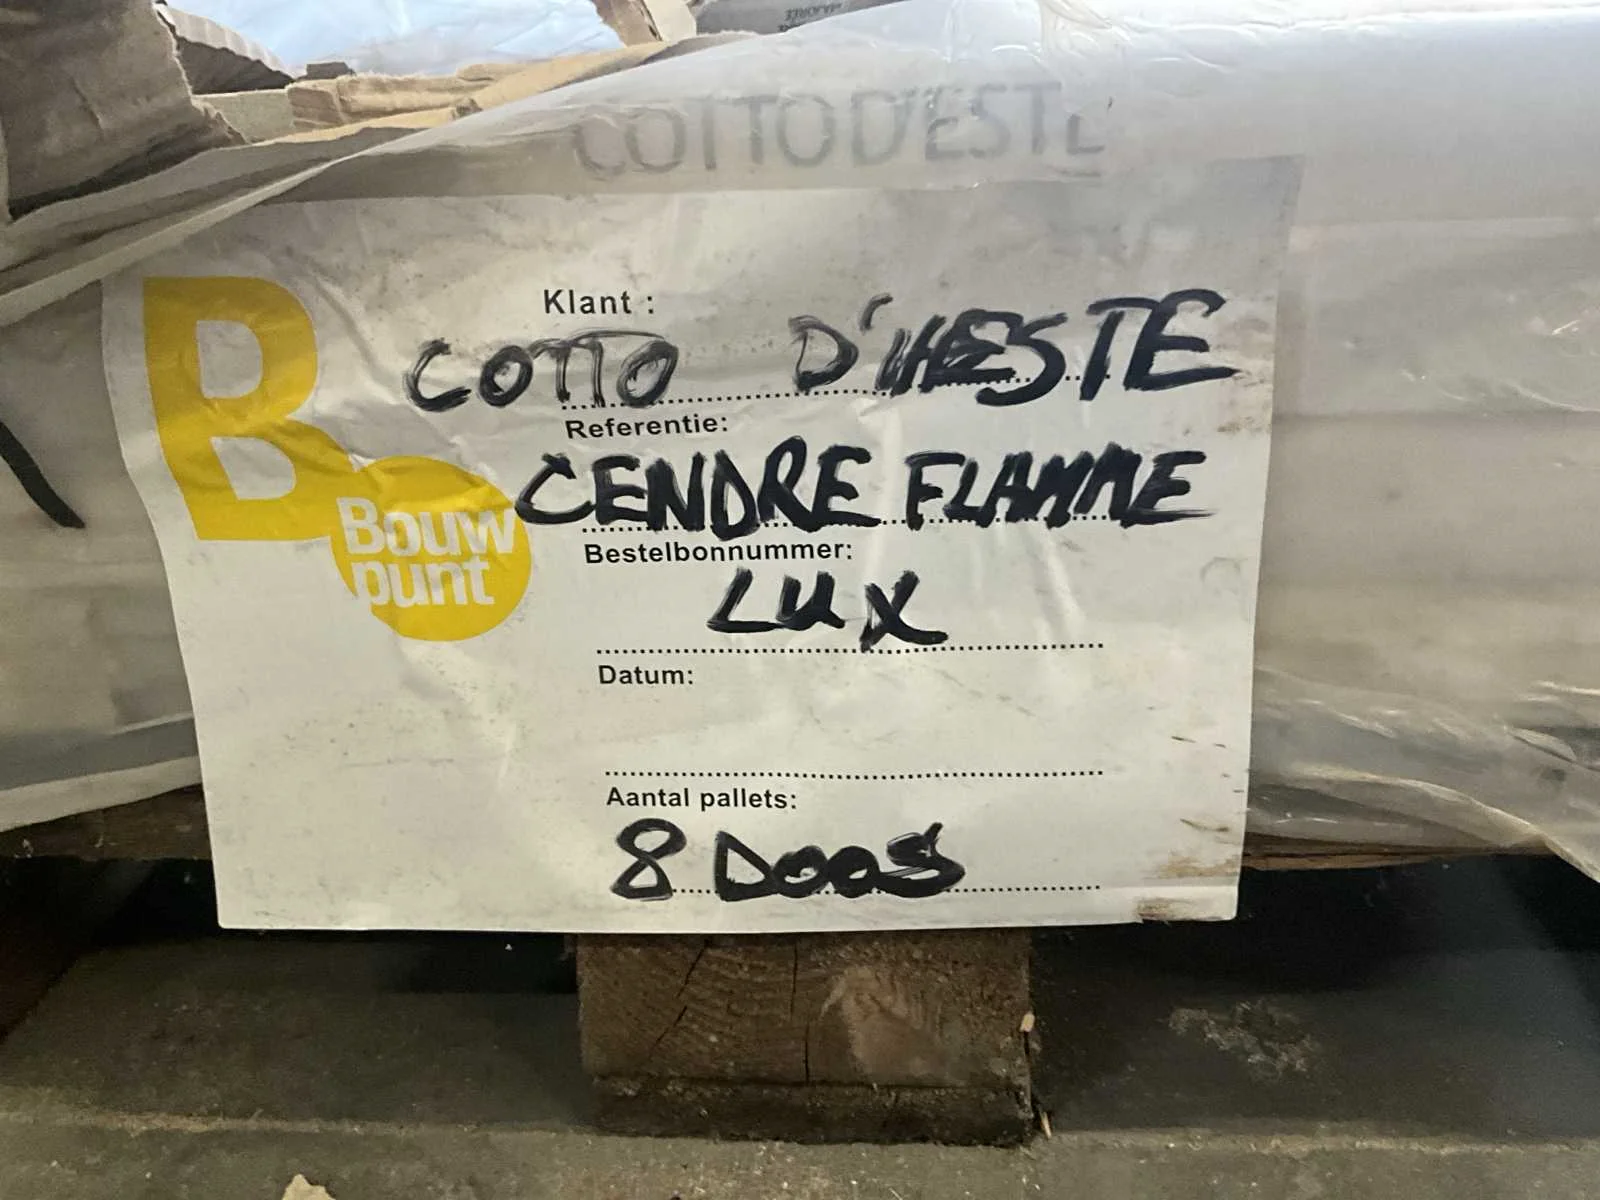 COTTO D'ESTE
Klant :
COTTO D'HESTE
Referentie:
CENDRE FLAMME
Bouw
punt
Bestelbonnummer:
LUX
Datum:
Aantal pallets:
8 DOOS